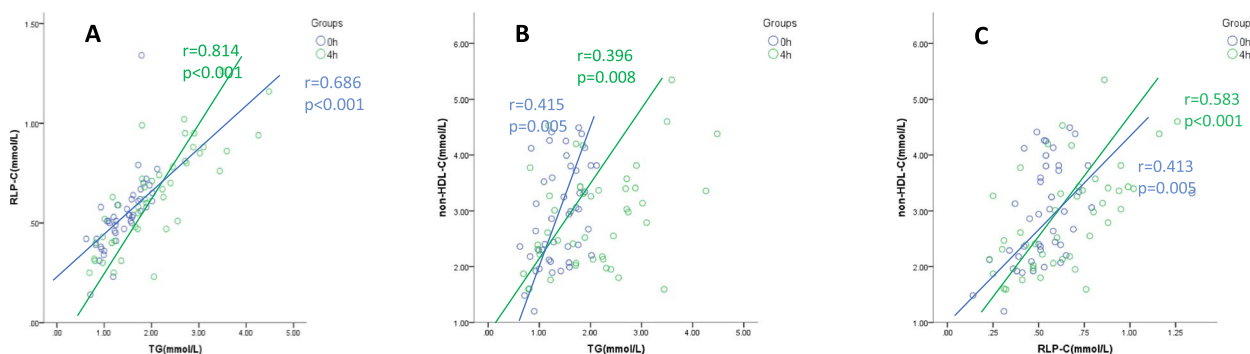 A
Groups
0h
4h
r=0.814
p<0.001
r=0.686
p<0.001
RLP-C(mmol/L)
1.50
1.00
.50
.00
.00 1.00 2.00 3.00 4.00 5.00
TG(mmol/L)
B
Groups
0h
4h
r=0.396
p=0.008
r=0.415
p=0.005
non-HDL-C(mmol/L)
6.00
5.00
4.00
3.00
2.00
1.00
.00 1.00 2.00 3.00 4.00 5.00
TG(mmol/L)
C
Group
0h
4h
r=0.583
p<0.001
r=0.413
p=0.005
non-HDL-C(mmol/L)
6.00
5.00
4.00
3.00
2.00
1.00
.00 .25 .50 .75 1.00 1.25
RLP-C(mmol/L)